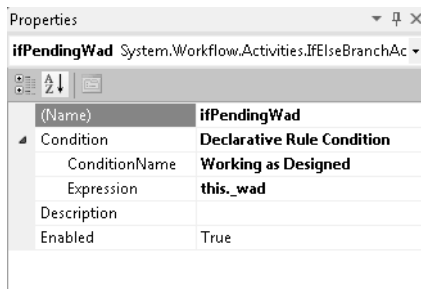 Properties
ifPendingWad System.Workflow.Activities.IfElseBranchAc
(Name) ifPendingWad
Condition Declarative Rule Condition
ConditionName Working as Designed
Expression this._wad
Description
Enabled True